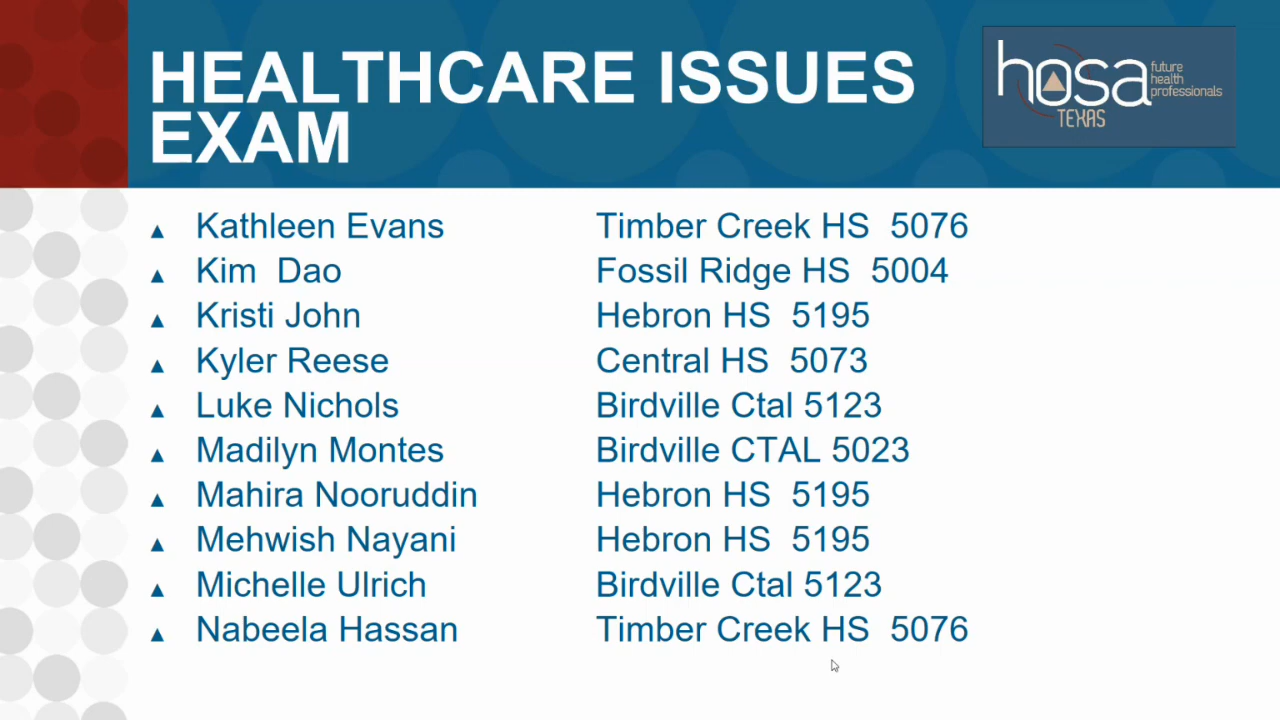 HEALTHCARE ISSUES
EXAM
hosa future health professionals
TEXAS
Kathleen Evans Timber Creek HS 5076
Kim Dao Fossil Ridge HS 5004
Kristi John Hebron HS 5195
Kyler Reese Central HS 5073
Luke Nichols Birdville Ctal 5123
Madilyn Montes Birdville CTAL 5023
Mahira Nooruddin Hebron HS 5195
Mehwish Nayani Hebron HS 5195
Michelle Ulrich Birdville Ctal 5123
Nabeela Hassan Timber Creek HS 5076